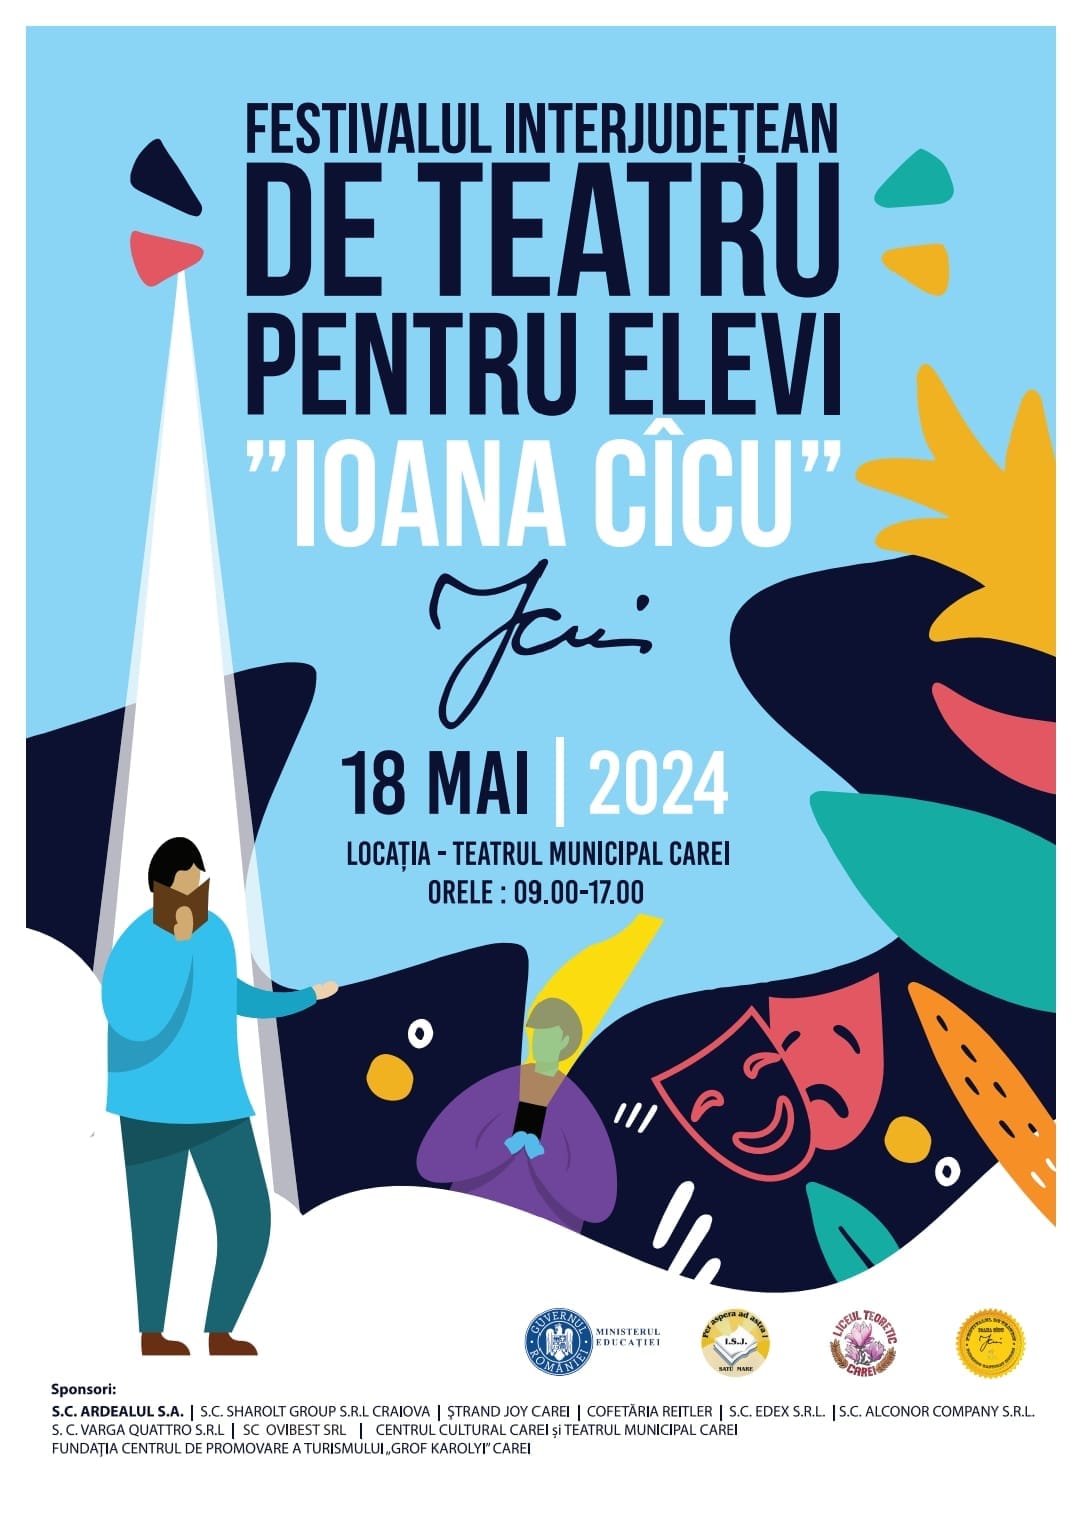 FESTIVALUL INTERJUDEȚEAN
DE TEATRU
PENTRU ELEVI
”IOANA CÎCU”
18 MAI | 2024
LOCAȚIA - TEATRUL MUNICIPAL CAREI
ORELE : 09.00-17.00
GUVERNUL ROMÂNIEI
MINISTERUL
EDUCAȚIEI
Per aspera ad astra !
I.S.J.
SATU MARE
LICEUL TEORETIC
CAREI
IOANA CÎCU
Sponsori:
S.C. ARDEALUL S.A. | S.C. SHAROLT GROUP S.R.L CRAIOVA | ŞTRAND JOY CAREI | COFETĂRIA REITLER | S.C. EDEX S.R.L. | S.C. ALCONOR COMPANY S.R.L.
S. C. VARGA QUATTRO S.R.L | SC OVIBEST SRL | CENTRUL CULTURAL CAREI și TEATRUL MUNICIPAL CAREI
FUNDAȚIA CENTRUL DE PROMOVARE A TURISMULUI „GROF KAROLYI” CAREI